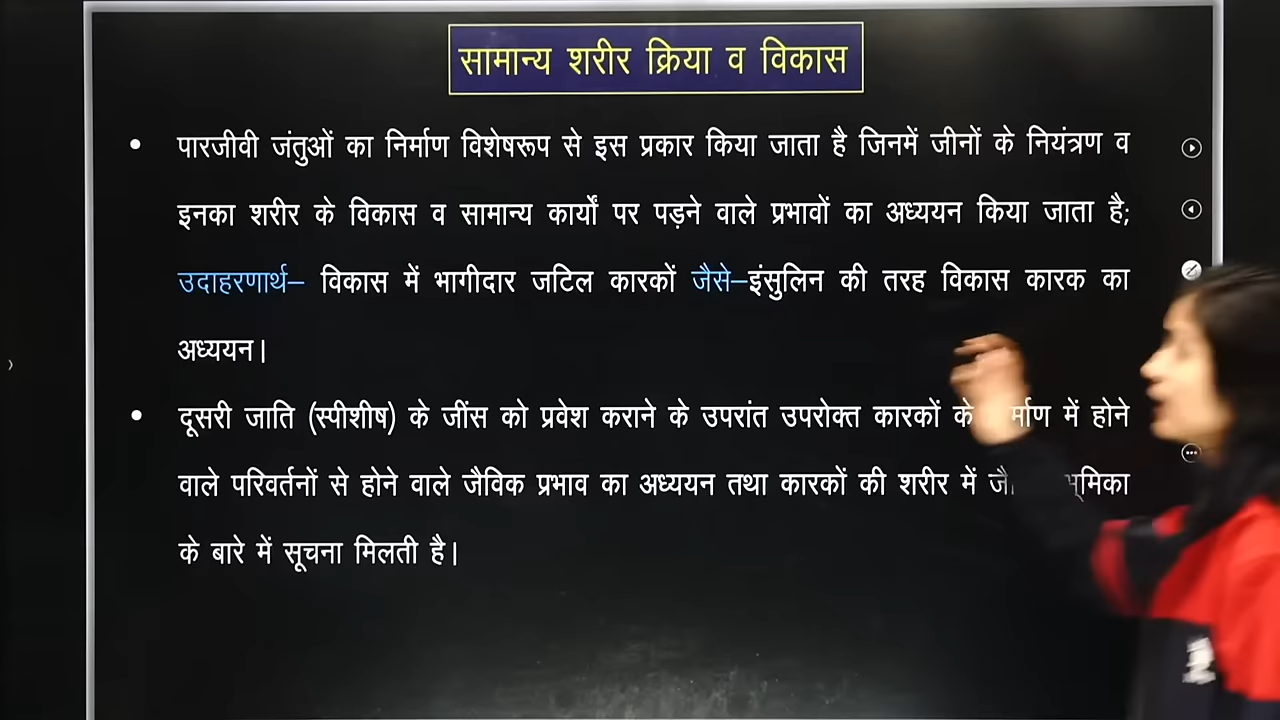 सामान्य शरीर क्रिया व विकास
• पारजीवी जंतुओं का निर्माण विशेषरूप से इस प्रकार किया जाता है जिनमें जीनों के नियंत्रण व
इनका शरीर के विकास व सामान्य कार्यों पर पड़ने वाले प्रभावों का अध्ययन किया जाता है;
उदाहरणार्थ– विकास में भागीदार जटिल कारकों जैसे–इंसुलिन की तरह विकास कारक का
अध्ययन।
• दूसरी जाति (स्पीशीष) के जींस को प्रवेश कराने के उपरांत उपरोक्त कारकों के में होने
वाले परिवर्तनों से होने वाले जैविक प्रभाव का अध्ययन तथा कारकों की शरीर में
के बारे में सूचना मिलती है।